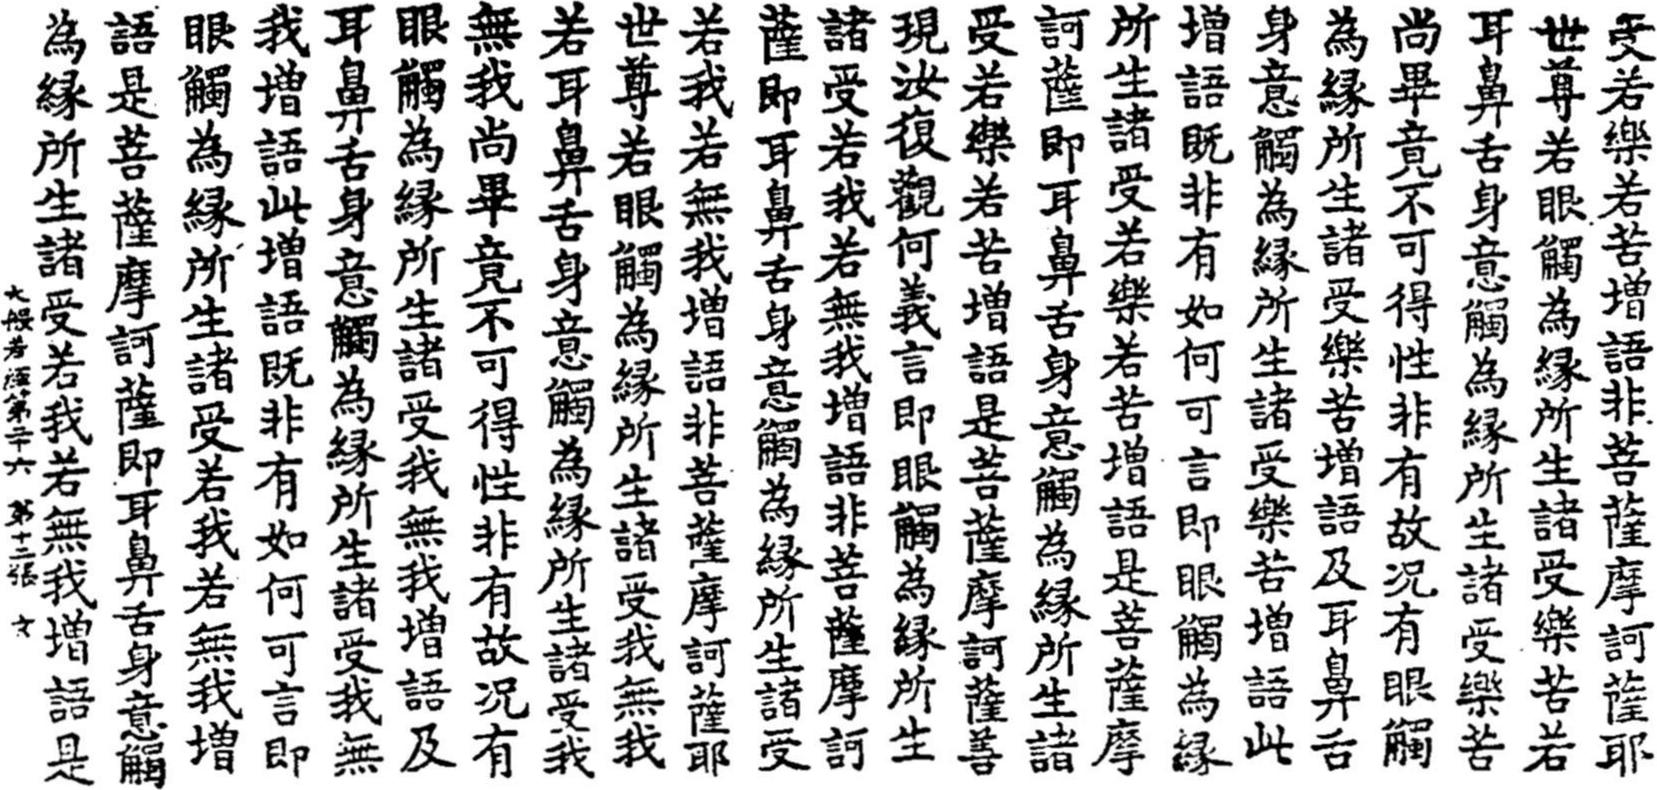 受若樂若苦增語非菩薩摩訶薩耶
世尊若眼觸為緣所生諸受樂苦若
耳鼻舌身意觸為緣所生諸受樂苦
尚畢竟不可得性非有故况有眼觸
為緣所生諸受樂苦增語及耳鼻舌
身意觸為緣所生諸受樂苦增語此
增語既非有如何可言即眼觸為緣
所生諸受若樂若苦增語是菩薩摩
訶薩即耳鼻舌身意觸為緣所生諸
受若樂若苦增語是菩薩摩訶薩善
現汝復觀何義言即眼觸為緣所生
諸受若我若無我增語非菩薩摩訶
薩即耳鼻舌身意觸為緣所生諸受
若我若無我增語非菩薩摩訶薩耶
世尊若眼觸為緣所生諸受我無我
若耳鼻舌身意觸為緣所生諸受我
無我尚畢竟不可得性非有故况有
眼觸為緣所生諸受我無我增語及
耳鼻舌身意觸為緣所生諸受我無
我增語此增語既非有如何可言即
眼觸為緣所生諸受若我若無我增
語是菩薩摩訶薩即耳鼻舌身意觸
為緣所生諸受若我若無我增語是
大般若經第二十六 第十二張